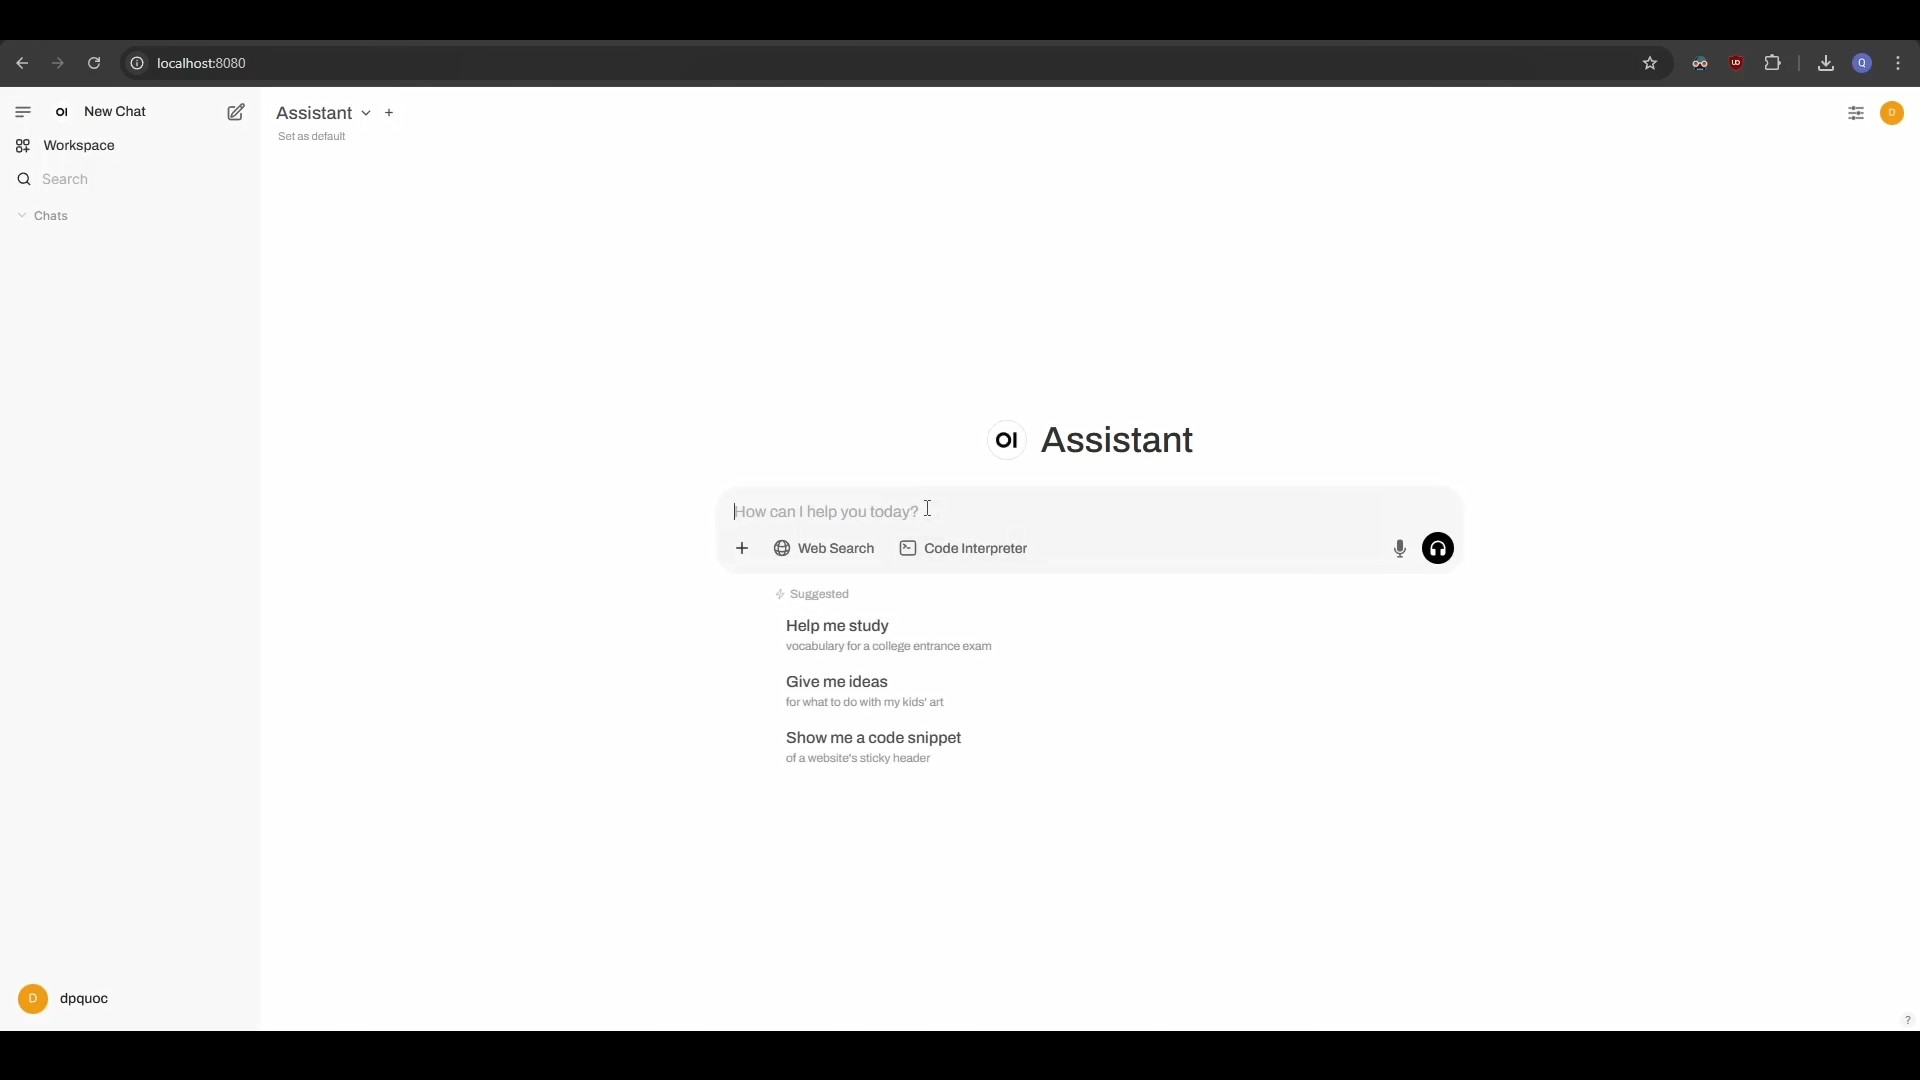 localhost:8080
Q
OI New Chat
Workspace
Search
Chats
Assistant
Set as default
D
OI Assistant
How can I help you today?
Web Search
Code Interpreter
Suggested
Help me study
vocabulary for a college entrance exam
Give me ideas
for what to do with my kids' art
Show me a code snippet
of a website's sticky header
D dpquoc
?